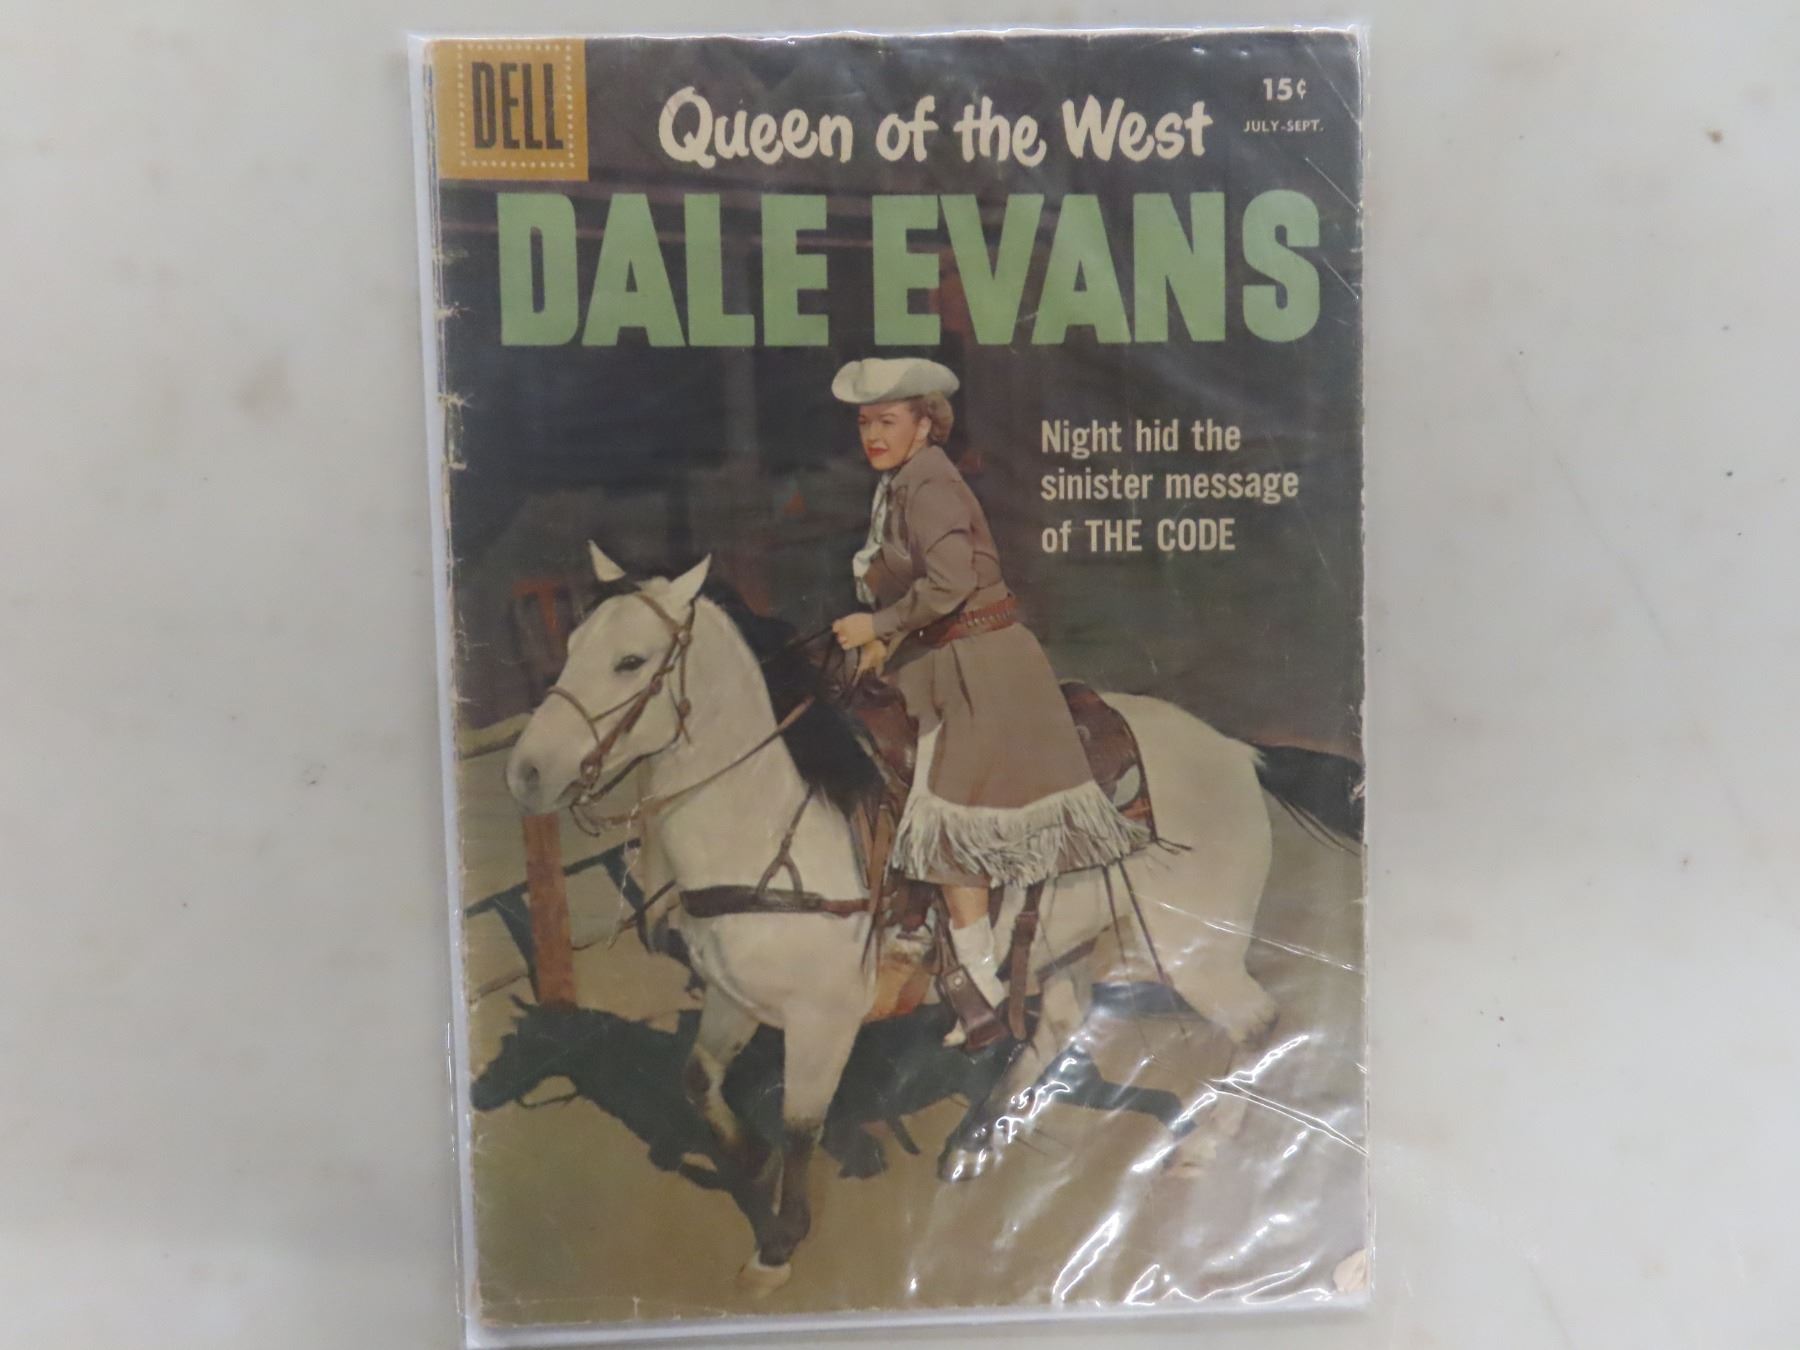 DELL
Queen of the West
15¢
JULY-SEPT.
DALE EVANS
Night hid the
sinister message
of THE CODE